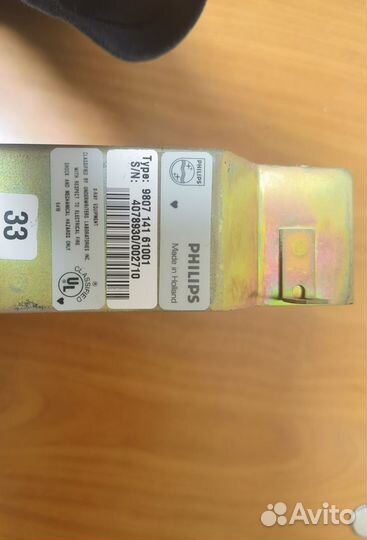 33
X-RAY EQUIPMENT
CLASSIFIED BY UNDERWRITERS LABORATORIES INC.
WITH RESPECT TO ELECTRICAL FIRE
SHOCK AND MECHANICAL HAZARDS ONLY
CLASSIFIED
UL
®
Type: 9807 141 61001
S/N: 4078930/002710
PHILIPS
PHILIPS
Made in Holland
Avito